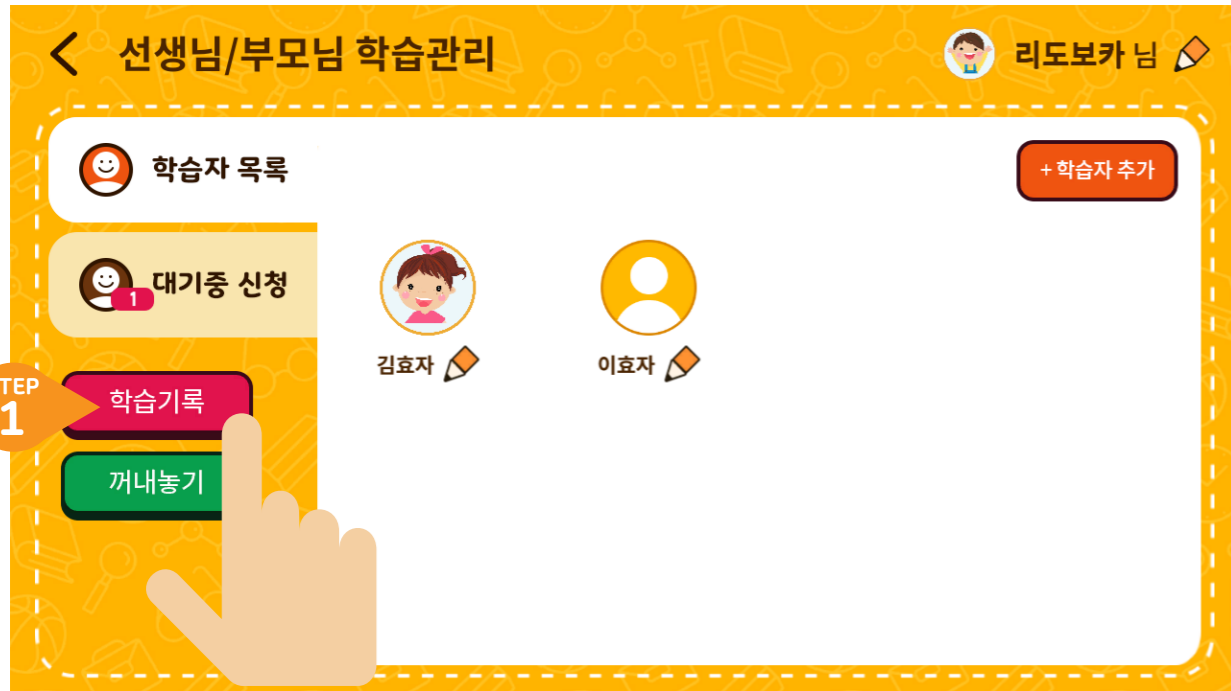 선생님/부모님 학습관리
리도보카 님
학습자 목록
+ 학습자 추가
대기중 신청
1
김효자
이효자
TEP
1
학습기록
꺼내놓기